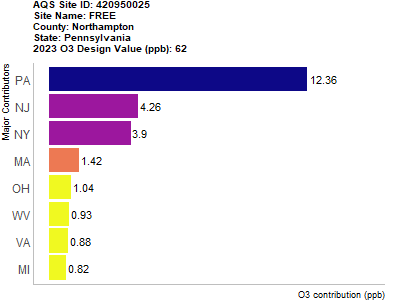 AQS Site ID: 420950025
Site Name: FREE
County: Northampton
State: Pennsylvania
2023 O3 Design Value (ppb): 62
Major Contributors
PA 12.36
NJ 4.26
NY 3.9
MA 1.42
OH 1.04
WV 0.93
VA 0.88
MI 0.82
O3 contribution (ppb)